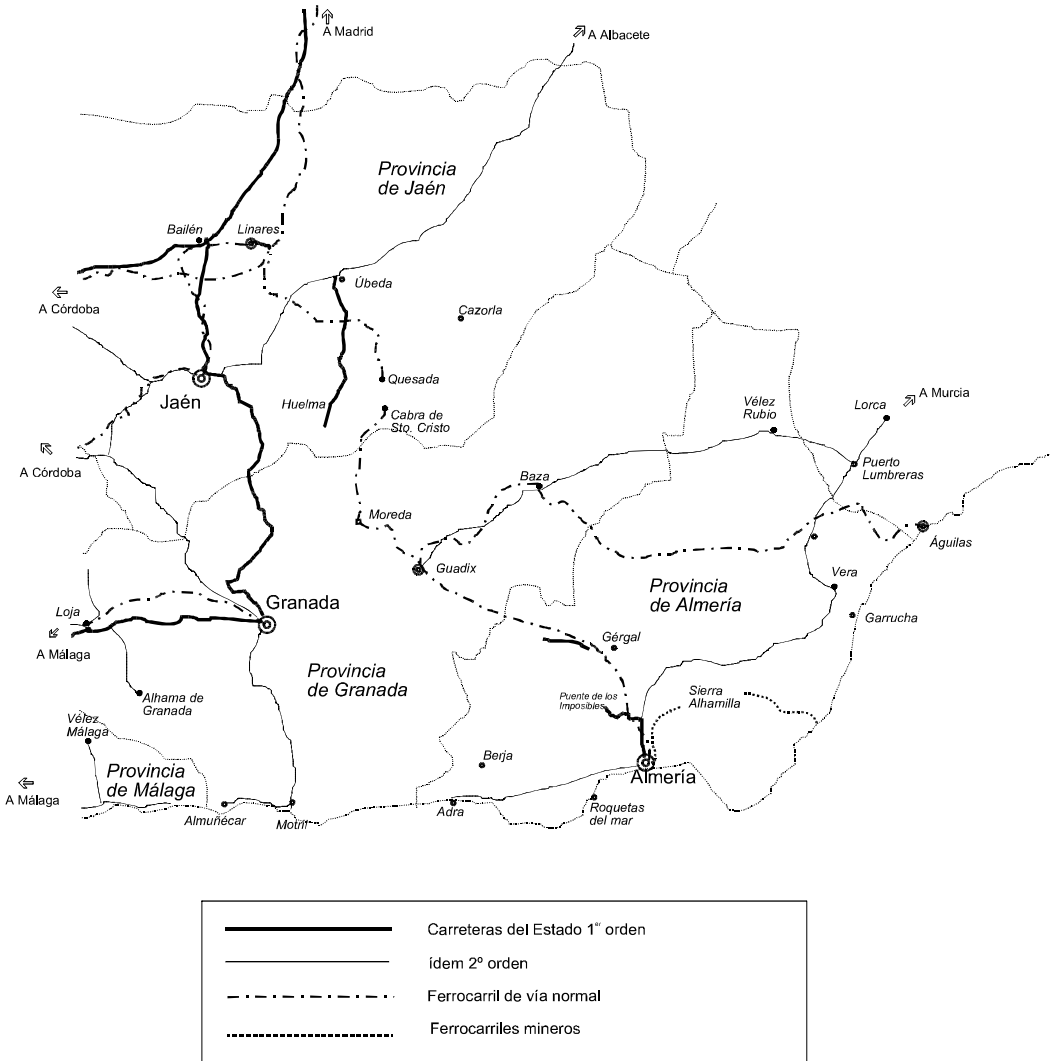 A Madrid
A Albacete
Provincia
de Jaén
Bailén
Linares
Úbeda
A Córdoba
Cazorla
Quesada
Jaén
Huelma
Cabra de
Sto. Cristo
Vélez
Rubio
Lorca
A Murcia
A Córdoba
Puerto
Lumbreras
Baza
Moreda
Águilas
Guadix
Vera
Provincia
de Almería
Granada
Loja
Garrucha
A Málaga
Gérgal
Provincia
de Granada
Alhama de
Granada
Puente de los
Imposibles
Sierra
Alhamilla
Vélez
Málaga
Berja
Provincia
de Málaga
Almería
A Málaga
Almuñécar
Motril
Adra
Roquetas
del mar
Carreteras del Estado 1er orden
ídem 2º orden
Ferrocarril de vía normal
Ferrocarriles mineros